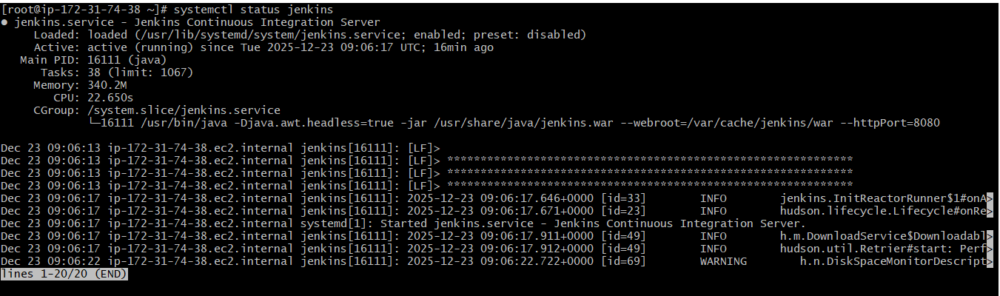 [root@ip-172-31-74-38 ~]# systemctl status jenkins
● jenkins.service - Jenkins Continuous Integration Server
     Loaded: loaded (/usr/lib/systemd/system/jenkins.service; enabled; preset: disabled)
     Active: active (running) since Tue 2025-12-23 09:06:17 UTC; 16min ago
   Main PID: 16111 (java)
      Tasks: 38 (limit: 1067)
     Memory: 340.2M
        CPU: 22.650s
     CGroup: /system.slice/jenkins.service
             └─16111 /usr/bin/java -Djava.awt.headless=true -jar /usr/share/java/jenkins.war --webroot=/var/cache/jenkins/war --httpPort=8080
Dec 23 09:06:13 ip-172-31-74-38.ec2.internal jenkins[16111]: [LF]>
Dec 23 09:06:13 ip-172-31-74-38.ec2.internal jenkins[16111]: [LF]> *************************************************************
Dec 23 09:06:13 ip-172-31-74-38.ec2.internal jenkins[16111]: [LF]> *************************************************************
Dec 23 09:06:13 ip-172-31-74-38.ec2.internal jenkins[16111]: [LF]> *************************************************************
Dec 23 09:06:17 ip-172-31-74-38.ec2.internal jenkins[16111]: 2025-12-23 09:06:17.646+0000 [id=33]        INFO        jenkins.InitReactorRunner$1#onA>
Dec 23 09:06:17 ip-172-31-74-38.ec2.internal jenkins[16111]: 2025-12-23 09:06:17.671+0000 [id=23]        INFO        hudson.lifecycle.Lifecycle#onRe>
Dec 23 09:06:17 ip-172-31-74-38.ec2.internal systemd[1]: Started jenkins.service - Jenkins Continuous Integration Server.
Dec 23 09:06:17 ip-172-31-74-38.ec2.internal jenkins[16111]: 2025-12-23 09:06:17.911+0000 [id=49]        INFO        h.m.DownloadService$Downloadabl>
Dec 23 09:06:17 ip-172-31-74-38.ec2.internal jenkins[16111]: 2025-12-23 09:06:17.912+0000 [id=49]        INFO        hudson.util.Retrier#start: Perf>
Dec 23 09:06:22 ip-172-31-74-38.ec2.internal jenkins[16111]: 2025-12-23 09:06:22.722+0000 [id=69]        WARNING        h.n.DiskSpaceMonitorDescript>
lines 1-20/20 (END)